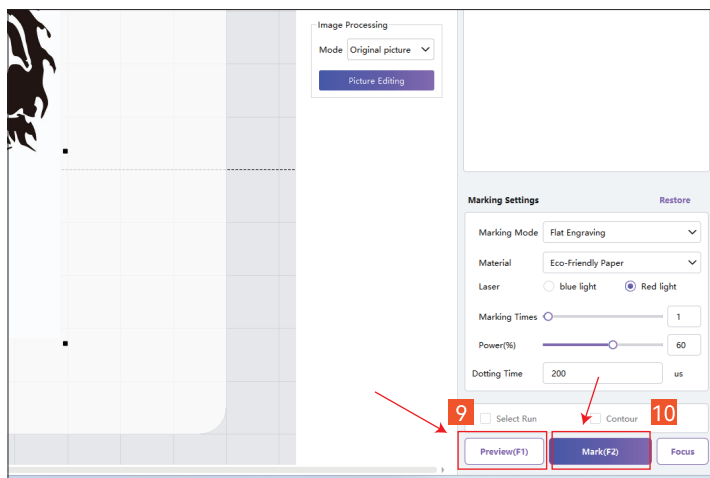 Image Processing
Mode Original picture
Picture Editing
Marking Settings Restore
Marking Mode Flat Engraving
Material Eco-Friendly Paper
Laser blue light Red light
Marking Times 1
Power(%) 60
Dotting Time 200 us
9 Select Run Contour 10
Preview(F1) Mark(F2) Focus